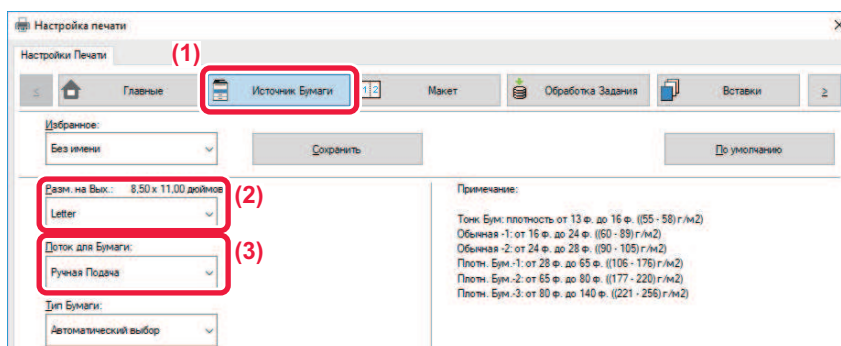 Настройка печати
Настройки Печати
(1)
Главные
Источник Бумаги
1 2
Макет
Обработка Задания
Вставки
Избранное:
Без имени
Сохранить
По умолчанию
Разм. на Вых.: 8,50 x 11,00 дюймов
(2)
Letter
Поток для Бумаги:
(3)
Ручная Подача
Тип Бумаги:
Автоматический выбор
Примечание:
Тонк Бум: плотность от 13 ф. до 16 ф. ((55 - 58) г/м2)
Обычная -1: от 16 ф. до 24 ф. ((60 - 89) г/м2)
Обычная -2: от 24 ф. до 28 ф. ((90 - 105) г/м2)
Плотн. Бум.-1: от 28 ф. до 65 ф. ((106 - 176) г/м2)
Плотн. Бум.-2: от 65 ф. до 80 ф. ((177 - 220) г/м2)
Плотн. Бум.-3: от 80 ф. до 140 ф. ((221 - 256) г/м2)